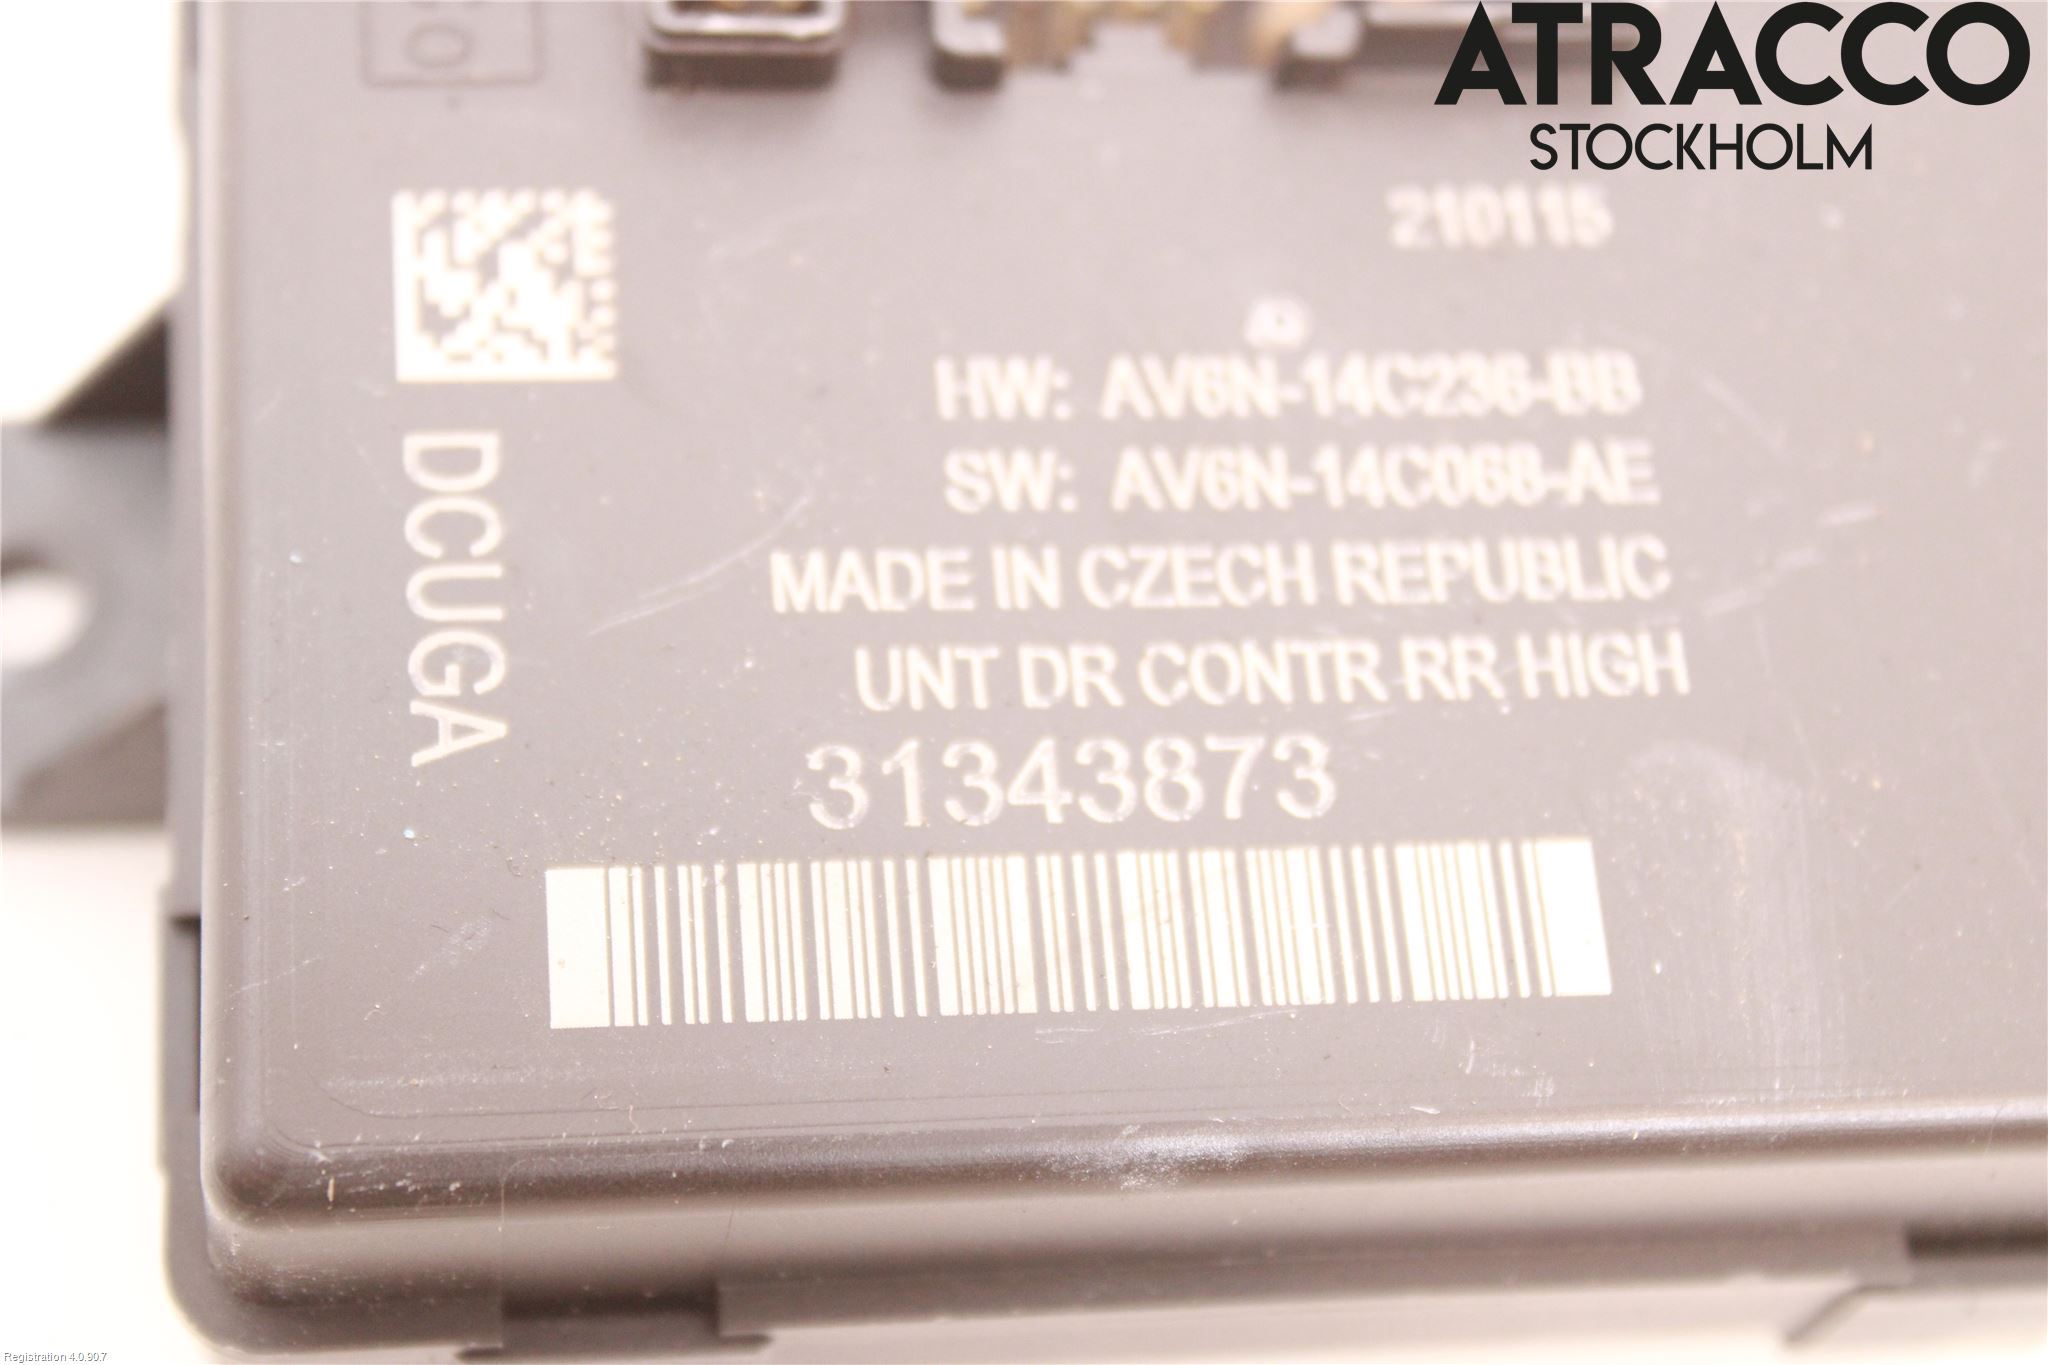 ATRACCO
STOCKHOLM
210115
HW: AV6N-14C236-BB
SW: AV6N-14C068-AE
MADE IN CZECH REPUBLIC
UNT DR CONTR RR HIGH
31343873
DCUGA
Registration 4.0.90.7